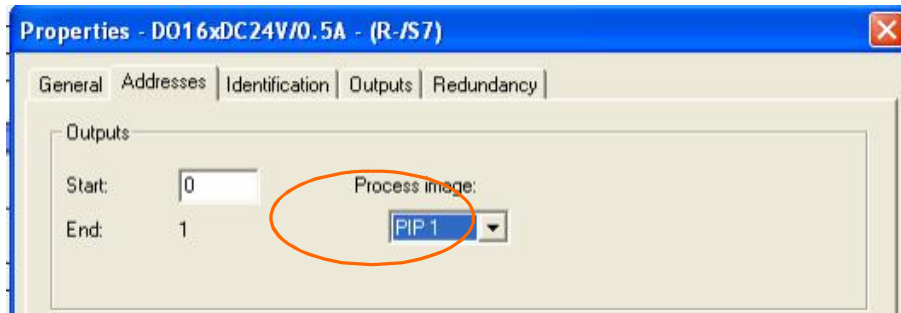 Properties - DO16xDC24V/0.5A - (R-/S7)
General Addresses Identification Outputs Redundancy
Outputs
Start: 0 Process image:
End: 1 PIP 1